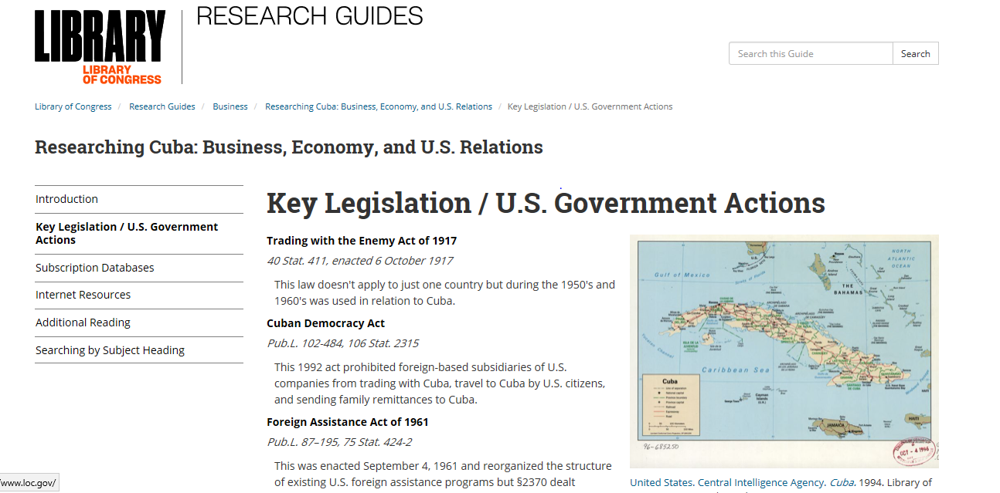 LIBRARY
LIBRARY
OF CONGRESS
RESEARCH GUIDES
Search this Guide
Search
Library of Congress / Research Guides / Business / Researching Cuba: Business, Economy, and U.S. Relations / Key Legislation / U.S. Government Actions
Researching Cuba: Business, Economy, and U.S. Relations
Introduction
Key Legislation / U.S. Government
Actions
Subscription Databases
Internet Resources
Additional Reading
Searching by Subject Heading
Key Legislation / U.S. Government Actions
Trading with the Enemy Act of 1917
40 Stat. 411, enacted 6 October 1917
This law doesn't apply to just one country but during the 1950's and
1960's was used in relation to Cuba.
Cuban Democracy Act
Pub.L. 102-484, 106 Stat. 2315
This 1992 act prohibited foreign-based subsidiaries of U.S.
companies from trading with Cuba, travel to Cuba by U.S. citizens,
and sending family remittances to Cuba.
Foreign Assistance Act of 1961
Pub.L. 87–195, 75 Stat. 424-2
This was enacted September 4, 1961 and reorganized the structure
of existing U.S. foreign assistance programs but §2370 dealt
NORTH
ATLANTIC
OCEAN
Gulf of Mexico
THE
BAHAMAS
Caribbean Sea
Cuba
JAMAICA
HAITI
96-685250
OCT - 4 1996
United States. Central Intelligence Agency. Cuba. 1994. Library of
/www.loc.gov/